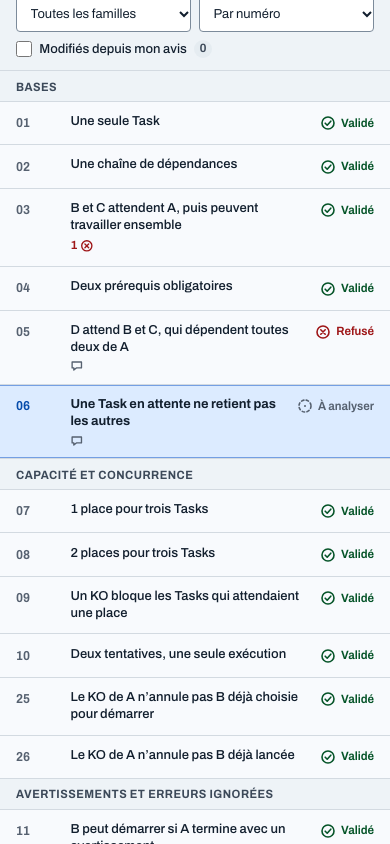 Toutes les familles
Par numéro
Modifiés depuis mon avis 0
BASES
01 Une seule Task Validé
02 Une chaîne de dépendances Validé
03 B et C attendent A, puis peuvent Validé
travailler ensemble
1
04 Deux prérequis obligatoires Validé
05 D attend B et C, qui dépendent toutes Refusé
deux de A
06 Une Task en attente ne retient pas À analyser
les autres
CAPACITÉ ET CONCURRENCE
07 1 place pour trois Tasks Validé
08 2 places pour trois Tasks Validé
09 Un KO bloque les Tasks qui attendaient Validé
une place
10 Deux tentatives, une seule exécution Validé
25 Le KO de A n’annule pas B déjà choisie Validé
pour démarrer
26 Le KO de A n’annule pas B déjà lancée Validé
AVERTISSEMENTS ET ERREURS IGNORÉES
11 B peut démarrer si A termine avec un Validé